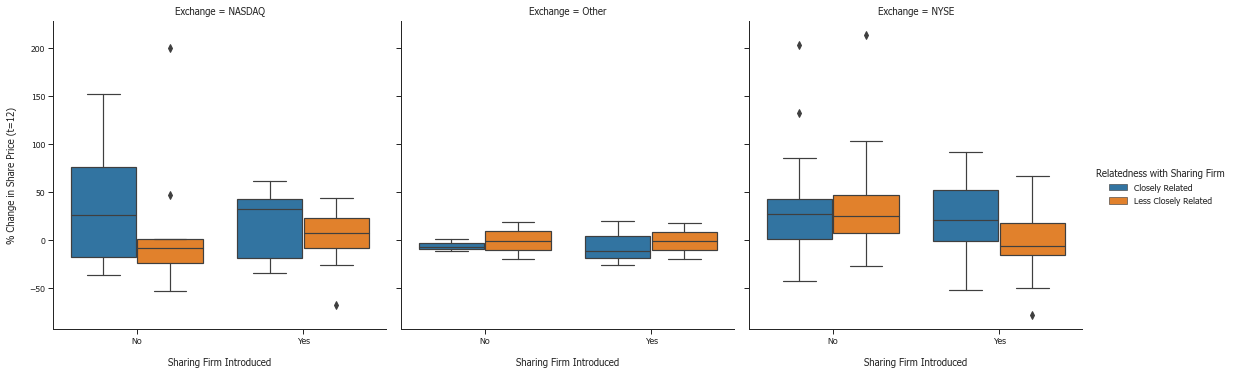 Exchange = NASDAQ
Exchange = Other
Exchange = NYSE
% Change in Share Price (t=12)
200
150
100
50
0
−50
No
Yes
No
Yes
No
Yes
Sharing Firm Introduced
Sharing Firm Introduced
Sharing Firm Introduced
Relatedness with Sharing Firm
Closely Related
Less Closely Related